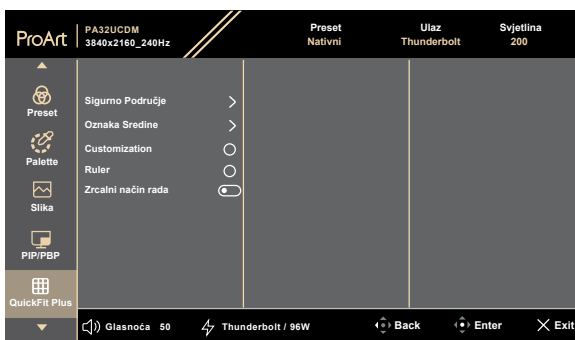 ProArt
PA32UCDM
3840x2160_240Hz
Preset
Nativni
Ulaz
Thunderbolt
Svjetlina
200
Preset
Palette
Slika
PIP/PBP
QuickFit Plus
Sigurno Područje
Oznaka Sredine
Customization
Ruler
Zrcalni način rada
Glasnoća 50
Thunderbolt / 96W
Back
Enter
Exit